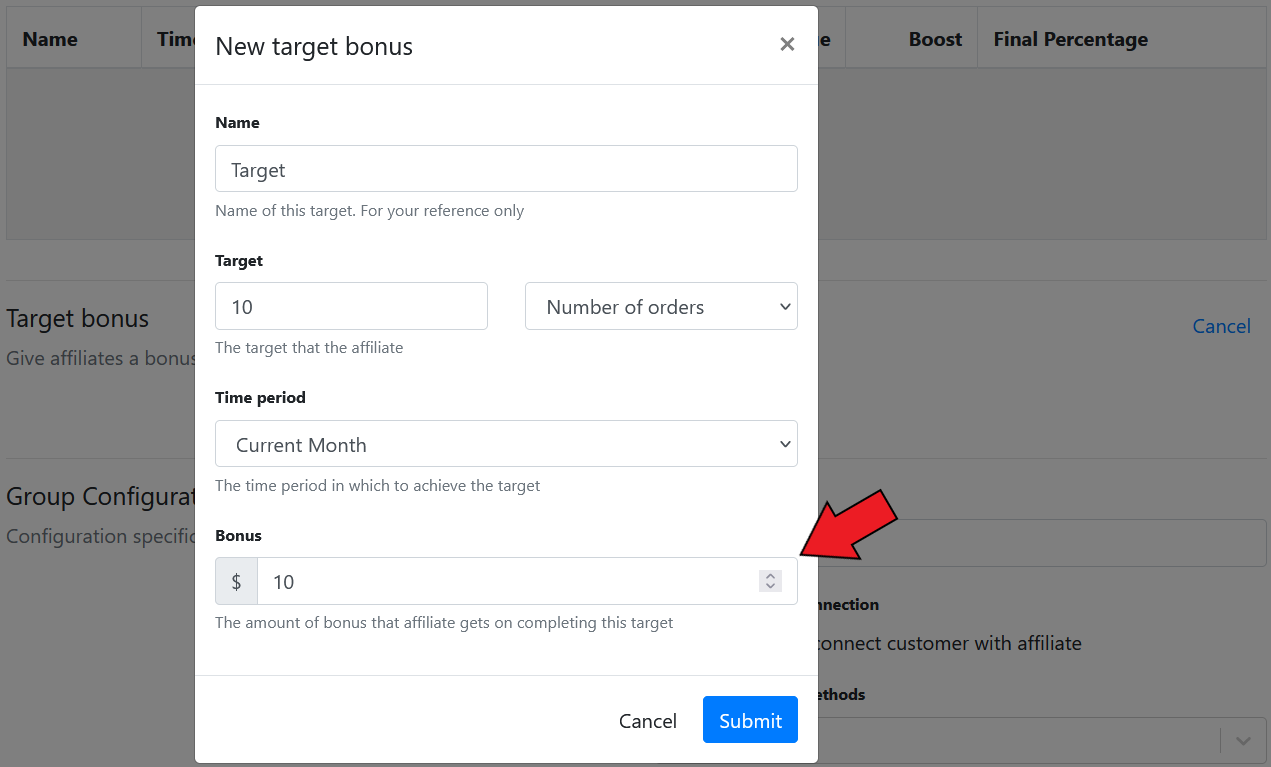 Name
Time
e
Boost
Final Percentage
New target bonus
×
Name
Target
Name of this target. For your reference only
Target
10
Number of orders
The target that the affiliate
Time period
Current Month
The time period in which to achieve the target
Bonus
$
10
The amount of bonus that affiliate gets on completing this target
Cancel
Submit
Target bonus
Give affiliates a bonus
Cancel
Group Configurat
Configuration specific
nnection
connect customer with affiliate
ethods